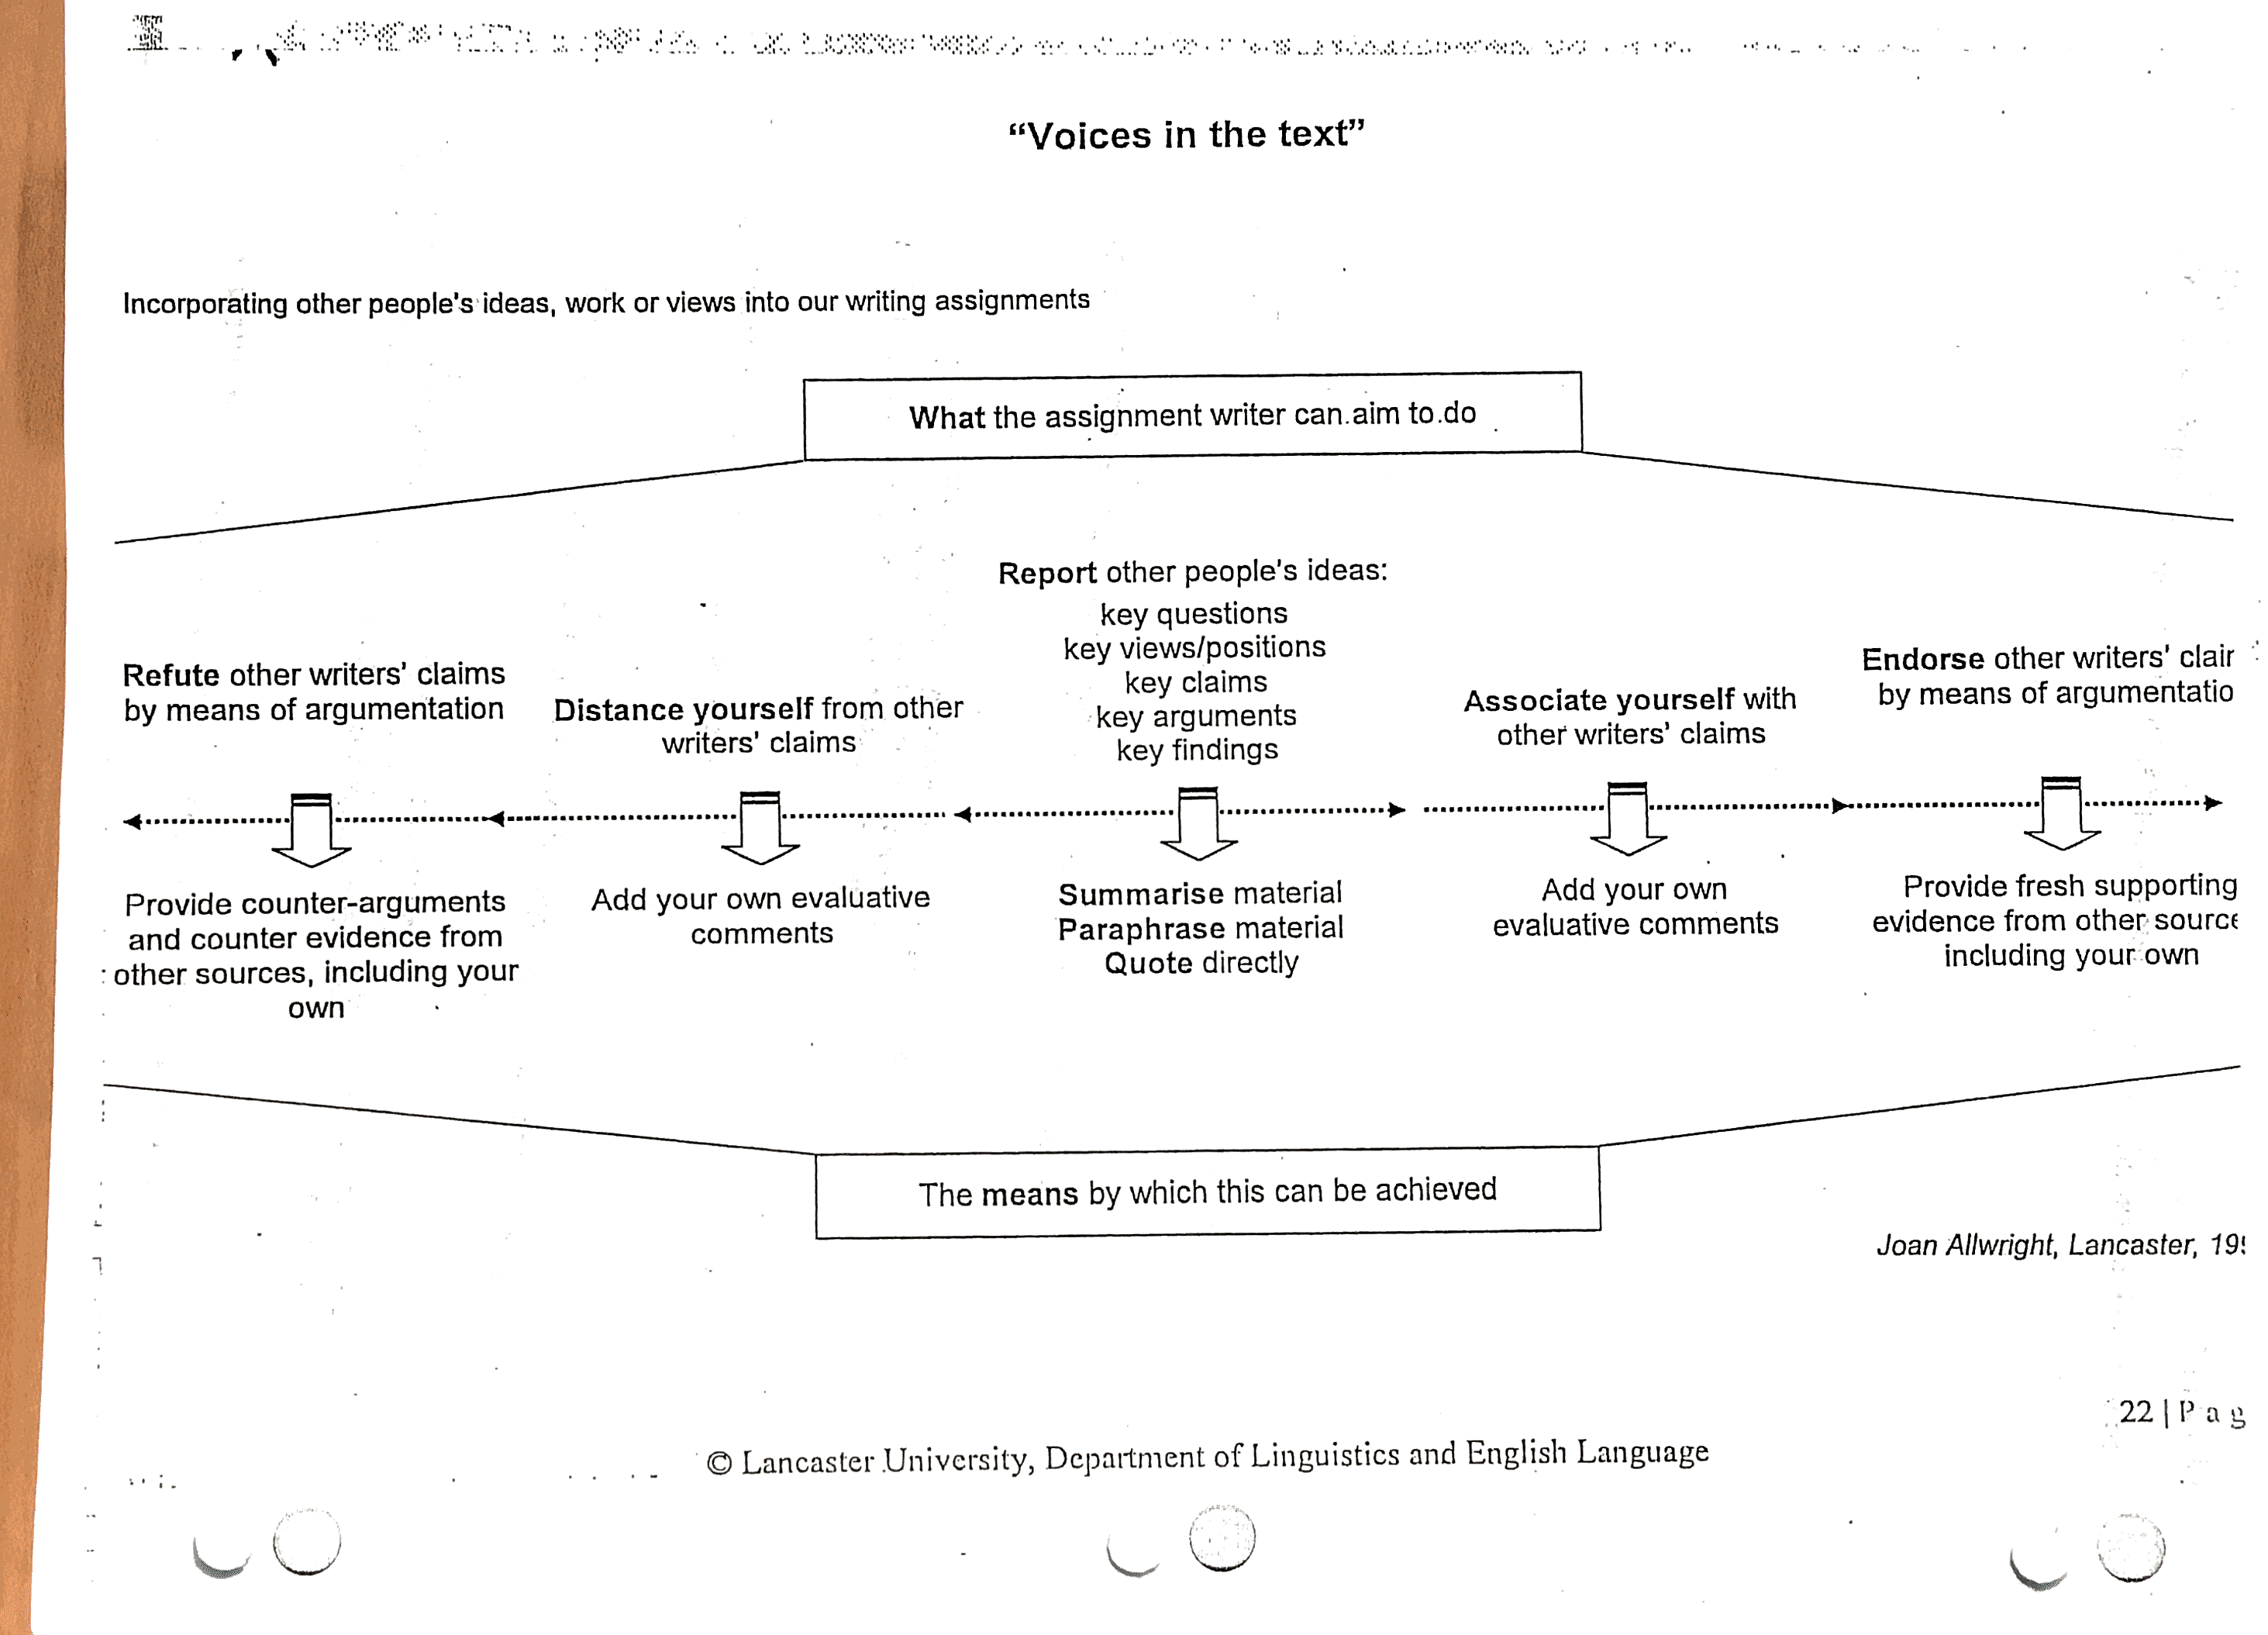 “Voices in the text”
Incorporating other people's ideas, work or views into our writing assignments
What the assignment writer can aim to do
Refute other writers' claims
by means of argumentation
Distance yourself from other
writers' claims
Report other people's ideas:
key questions
key views/positions
key claims
key arguments
key findings
Associate yourself with
other writers' claims
Endorse other writers'
by means of
Provide counter-arguments
and counter evidence from
other sources, including your
own
Add your own evaluative
comments
Summarise material
Paraphrase material
Quote directly
Add your own
evaluative comments
Provide fresh supporting
evidence from other
including your own
The means by which this can be achieved
Joan Allwright, Lancaster,
22 | P a g
© Lancaster University, Department of Linguistics and English Language